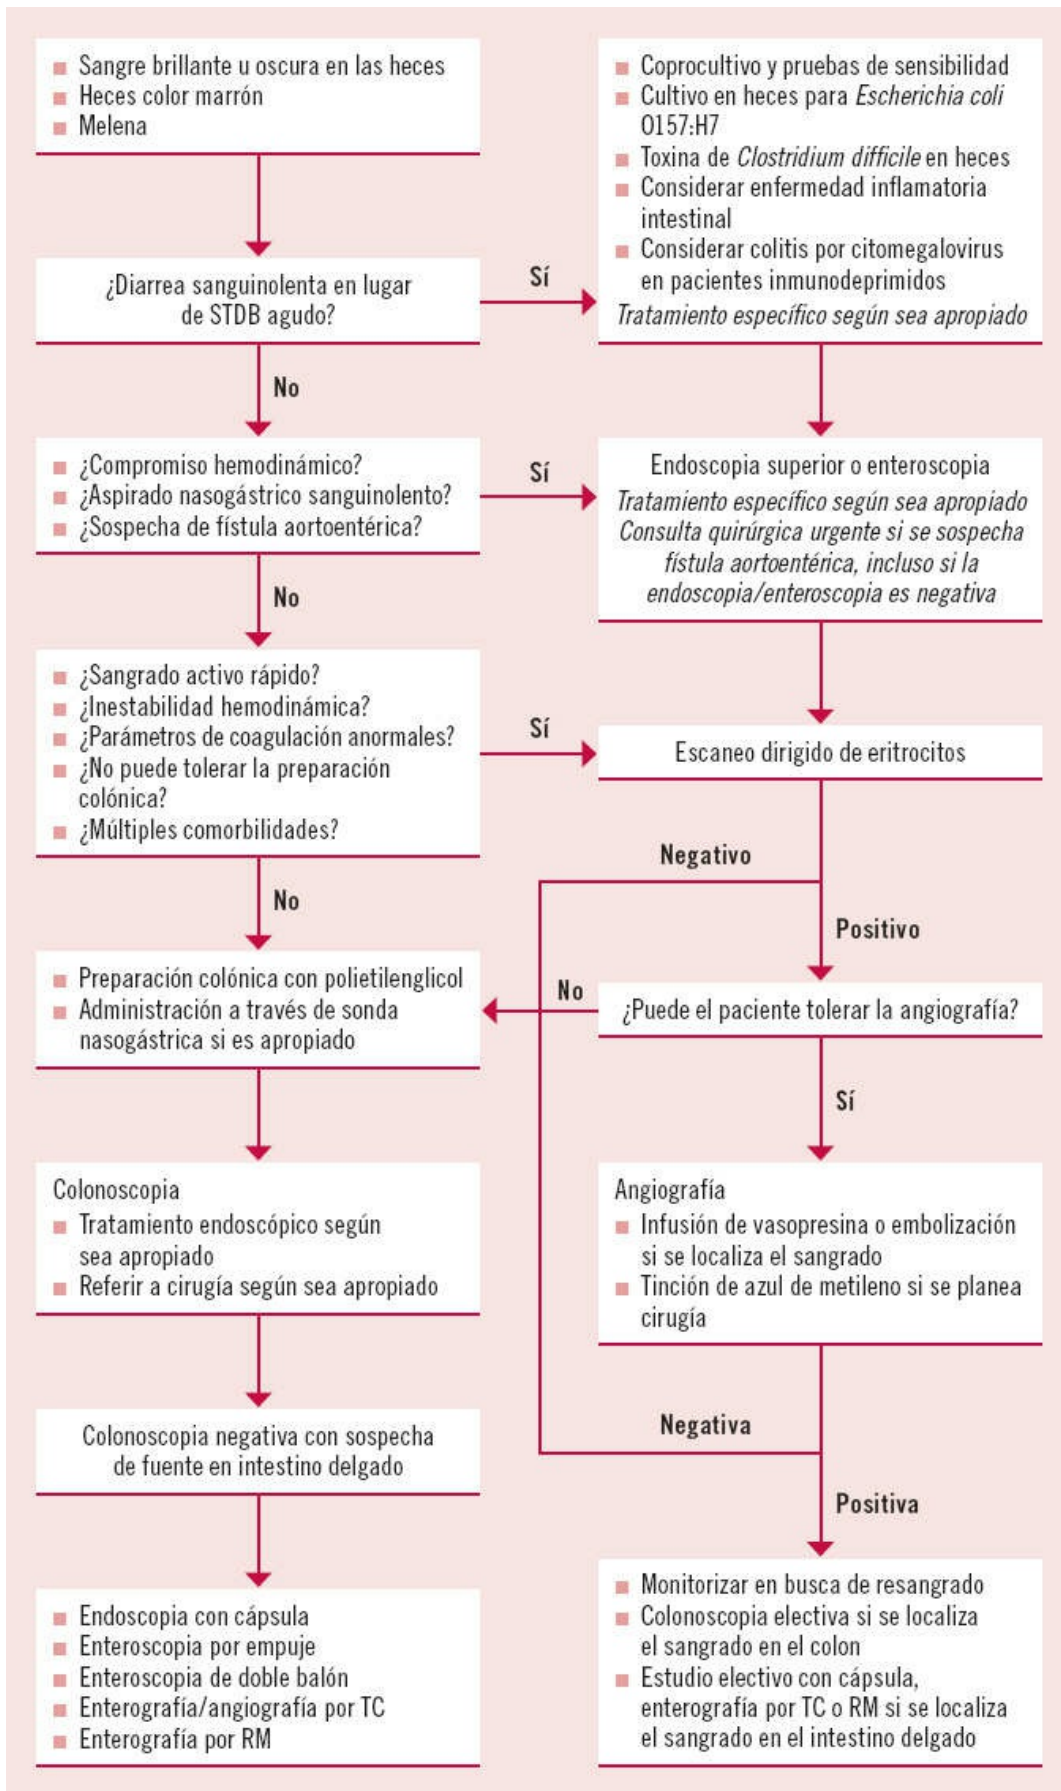 ■ Sangre brillante u oscura en las heces
■ Heces color marrón
■ Melena
■ Coprocultivo y pruebas de sensibilidad
■ Cultivo en heces para Escherichia coli
O157:H7
■ Toxina de Clostridium difficile en heces
■ Considerar enfermedad inflamatoria
intestinal
■ Considerar colitis por citomegalovirus
en pacientes inmunodeprimidos
Tratamiento específico según sea apropiado
¿Diarrea sanguinolenta en lugar
de STDB agudo?
Sí
No
■ ¿Compromiso hemodinámico?
■ ¿Aspirado nasogástrico sanguinolento?
■ ¿Sospecha de fístula aortoentérica?
Sí
Endoscopia superior o enteroscopia
Tratamiento específico según sea apropiado
Consulta quirúrgica urgente si se sospecha
fístula aortoentérica, incluso si la
endoscopia/enteroscopia es negativa
No
■ ¿Sangrado activo rápido?
■ ¿Inestabilidad hemodinámica?
■ ¿Parámetros de coagulación anormales?
■ ¿No puede tolerar la preparación
colónica?
■ ¿Múltiples comorbilidades?
Sí
Escaneo dirigido de eritrocitos
Negativo
Positivo
No
■ Preparación colónica con polietilenglicol
■ Administración a través de sonda
nasogástrica si es apropiado
No
¿Puede el paciente tolerar la angiografía?
Sí
Colonoscopia
■ Tratamiento endoscópico según
sea apropiado
■ Referir a cirugía según sea apropiado
Angiografía
■ Infusión de vasopresina o embolización
si se localiza el sangrado
■ Tinción de azul de metileno si se planea
cirugía
Colonoscopia negativa con sospecha
de fuente en intestino delgado
Negativa
Positiva
■ Endoscopia con cápsula
■ Enteroscopia por empuje
■ Enteroscopia de doble balón
■ Enterografía/angiografía por TC
■ Enterografía por RM
■ Monitorizar en busca de resangrado
■ Colonoscopia electiva si se localiza
el sangrado en el colon
■ Estudio electivo con cápsula,
enterografía por TC o RM si se localiza
el sangrado en el intestino delgado